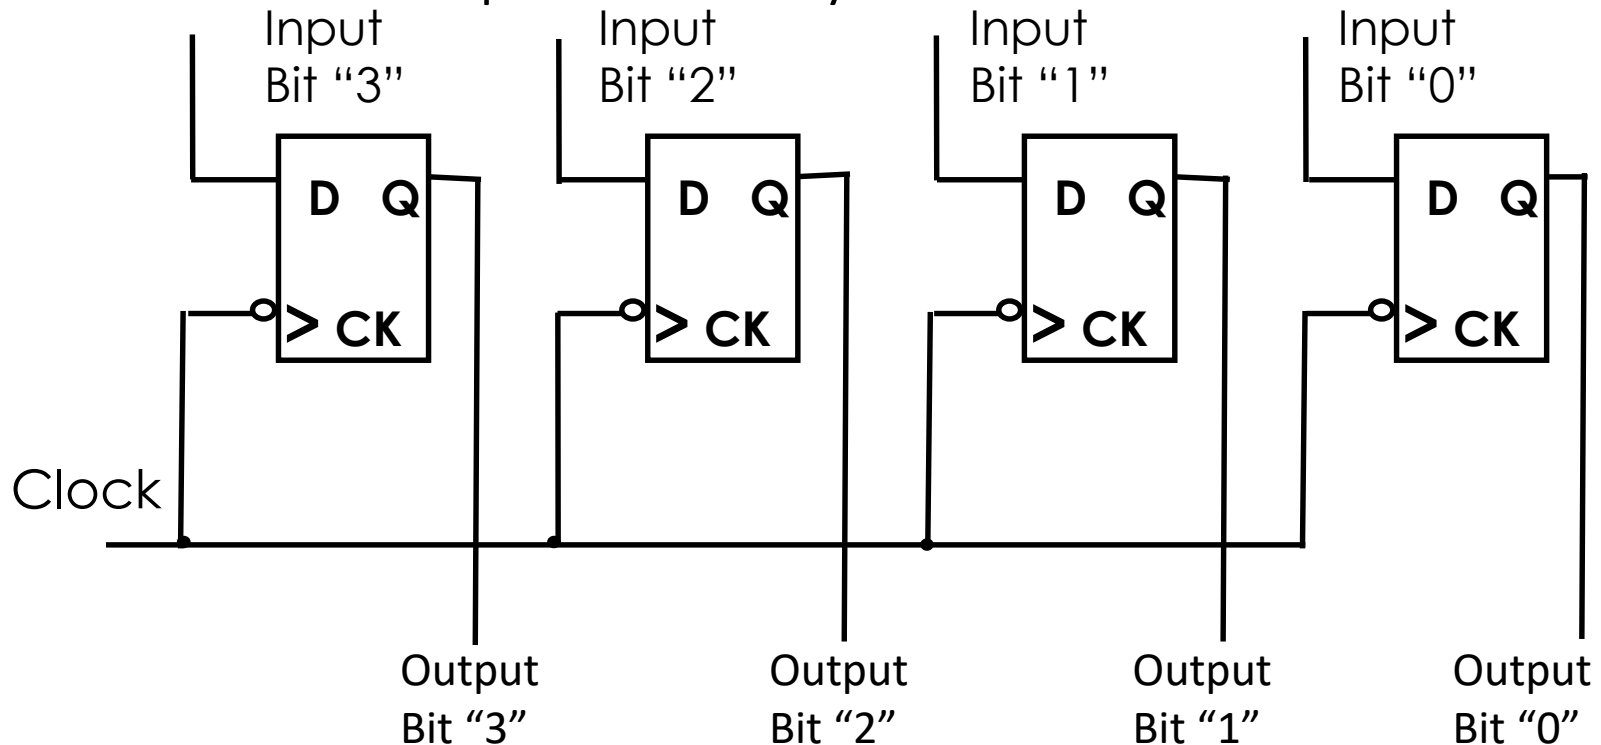 Input
Bit “3”
Input
Bit “2”
Input
Bit “1”
Input
Bit “0”
D Q
> CK
D Q
> CK
D Q
> CK
D Q
> CK
Clock
Output
Bit “3”
Output
Bit “2”
Output
Bit “1”
Output
Bit “0”